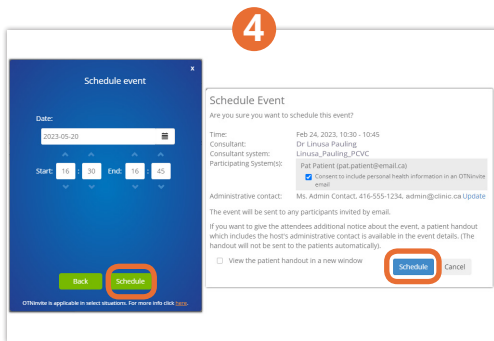 4
x
Schedule event
Date:
2023-05-20
Start: 16 : 30 End: 16 : 45
Back Schedule
OTNinvite is applicable in select situations. For more info click here.
Schedule Event
Are you sure you want to schedule this event?
Time: Feb 24, 2023, 10:30 - 10:45
Consultant: Dr Linusa Pauling
Consultant system: Linusa_Pauling_PCVC
Participating System(s): Pat Patient (pat.patient@email.ca)
Consent to include personal health information in an OTNinvite
email
Administrative contact: Ms. Admin Contact, 416-555-1234, admin@clinic.ca Update
The event will be sent to any participants invited by email.
If you want to give the attendees additional notice about the event, a patient handout
which includes the host's administrative contact is available in the event details. (The
handout will not be sent to the patients automatically).
View the patient handout in a new window
Schedule Cancel